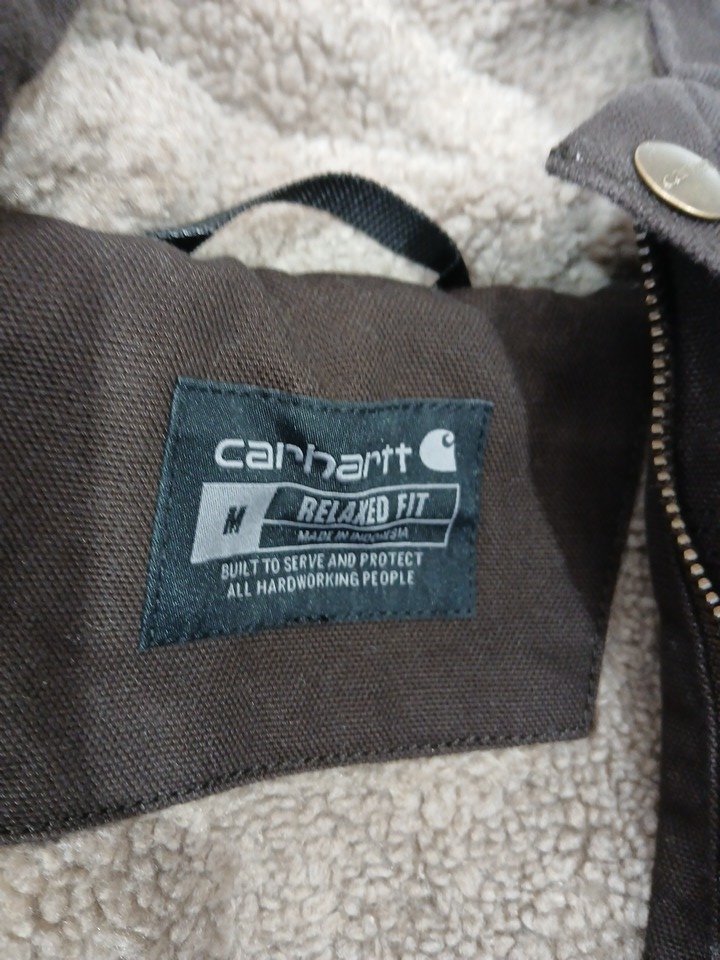 carhartt
M
RELAXED FIT
MADE IN INDONESIA
BUILT TO SERVE AND PROTECT
ALL HARDWORKING PEOPLE